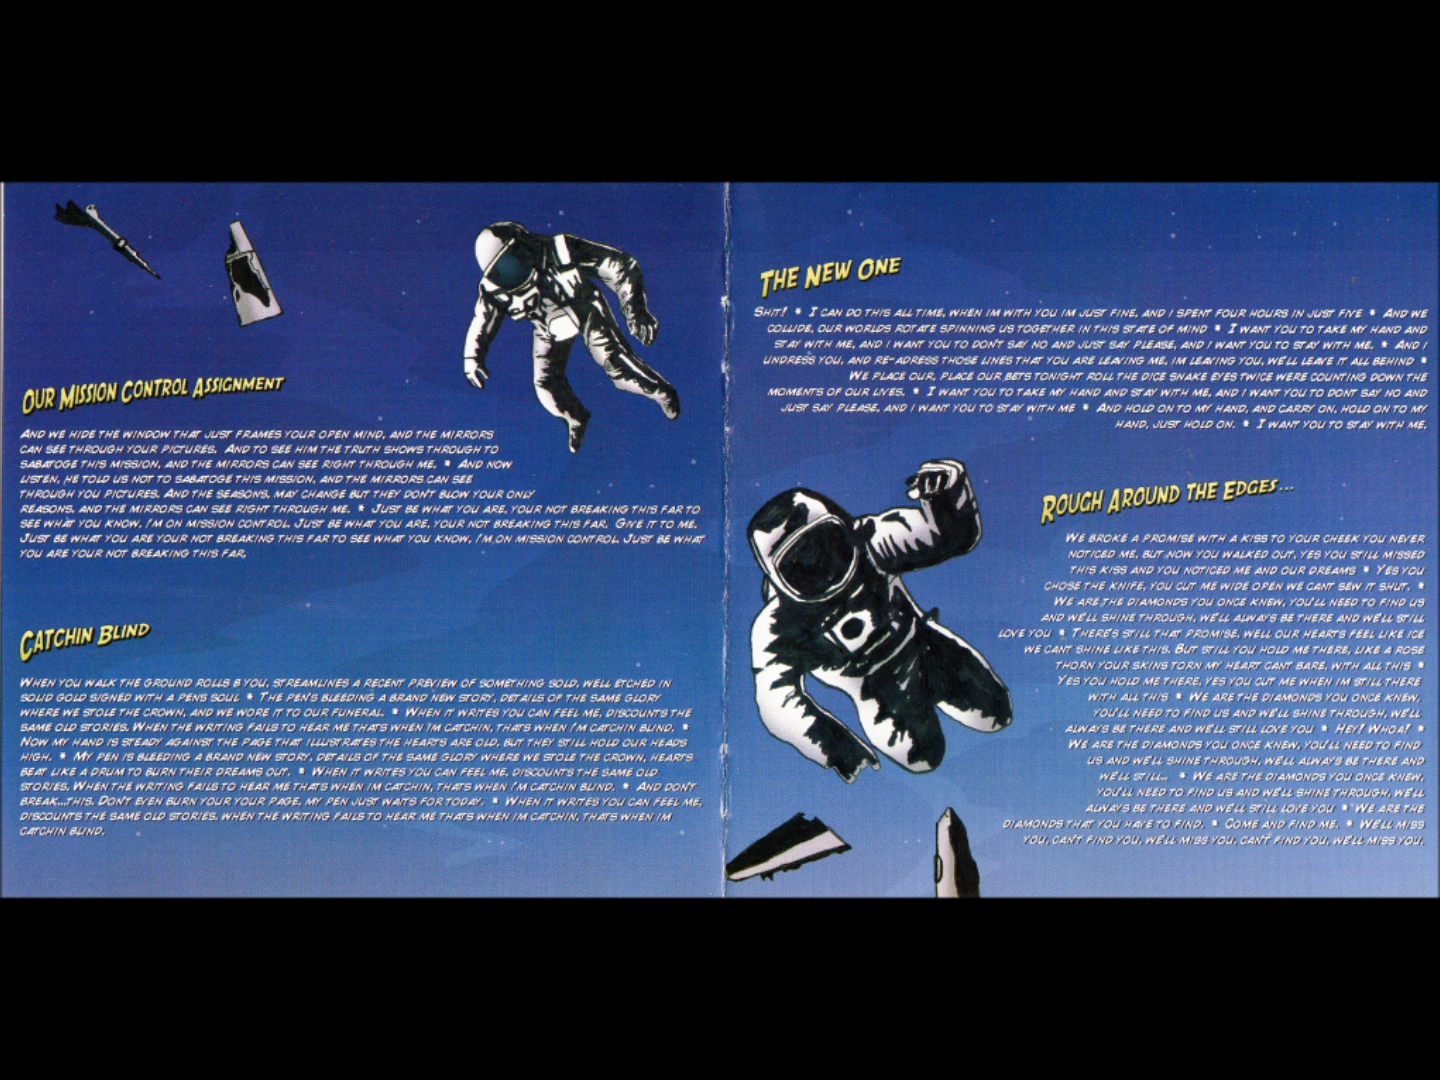 Our Mission Control Assignment
And we hide the window that just frames your open mind, and the mirrors
can see through your pictures. And to see him the truth shows through to
sabatoge this mission, and the mirrors can see right through me. * And now
listen, he told us not to sabatoge this mission, and the mirrors can see
through you pictures. And the seasons, may change but they don't blow your only
reasons, and the mirrors can see right through me. * Just be what you are, your not breaking this far to
see what you know, I'm on mission control. Just be what you are, your not breaking this far. Give it to me.
Just be what you are your not breaking this far to see what you know, I'm on mission control. Just be what
you are your not breaking this far.
Catchin Blind
When you walk the ground rolls B you, streamlines a recent preview of something sold, well etched in
solid gold signed with a pens soul * The pen's bleeding a brand new story, details of the same glory
where we stole the crown, and we wore it to our funeral. * When it writes you can feel me, discounts the
same old stories. When the writing fails to hear me thats when I'm catchin, thats when I'm catchin blind. *
Now my hand is steady against the page that illustrates the hearts are old, but they still hold our heads
high. * My pen is bleeding a brand new story, details of the same glory where we stole the crown, hearts
beat like a drum to burn their dreams out. * When it writes you can feel me, discounts the same old
stories. When the writing fails to hear me thats when im catchin, thats when I'm catchin blind. * And don't
break...this. Don't even burn your your page, my pen just waits for today. * When it writes you can feel me,
discounts the same old stories. when the writing fails to hear me thats when im catchin, thats when im
catchin blind.
The New One
Shit! * I can do this all time, when im with you im just fine, and i spent four hours in just five * And we
collide, our worlds rotate spinning us together in this state of mind * I want you to take my hand and
stay with me, and i want you to don't say no and just say please, and i want you to stay with me. * And i
undress you, and re-adress those lines that you are leaving me, im leaving you, we'll leave it all behind *
We place our, place our bets tonight roll the dice snake eyes twice were counting down the
moments of our lives. * I want you to take my hand and stay with me, and i want you to dont say no and
just say please, and i want you to stay with me * And hold on to my hand, and carry on, hold on to my
hand, just hold on. * I want you to stay with me.
Rough Around the Edges...
We broke a promise with a kiss to your cheek you never
noticed me, but now you walked out, yes you still missed
this kiss and you noticed me and our dreams * Yes you
chose the knife, you cut me wide open we cant sew it shut. *
We are the diamonds you once knew, you'll need to find us
and we'll shine through, we'll always be there and we'll still
love you * There's still that promise, well our hearts feel like ice
we cant shine like this. But still you hold me there, like a rose
thorn your skins torn my heart cant bare, with all this *
Yes you hold me there, yes you cut me when im still there
with all this * We are the diamonds you once knew,
you'll need to find us and we'll shine through, we'll
always be there and we'll still love you * Hey! Whoa! *
We are the diamonds you once knew, you'll need to find
us and we'll shine through, we'll always be there and
we'll still.. * We are the diamonds you once knew,
you'll need to find us and we'll shine through, we'll
always be there and we'll still love you * We are the
diamonds that you have to find. * Come and find me. * We'll miss
you, can't find you, we'll miss you, can't find you, we'll miss you.